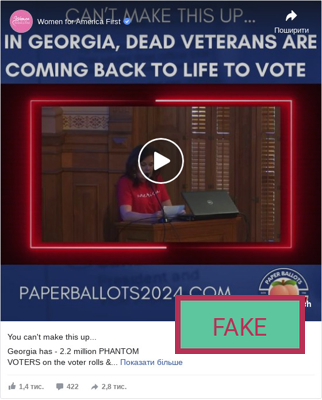 CAN'T MAKE THIS UP...
Women for America First
Поширити
IN GEORGIA, DEAD VETERANS ARE
COMING BACK TO LIFE TO VOTE
PAPERBALLOTS2024.COM
PAPER BALLOTS
FAKE
You can't make this up...
Georgia has - 2.2 million PHANTOM
VOTERS on the voter rolls &... Показати більше
1,4 тис.
422
2,8 тис.